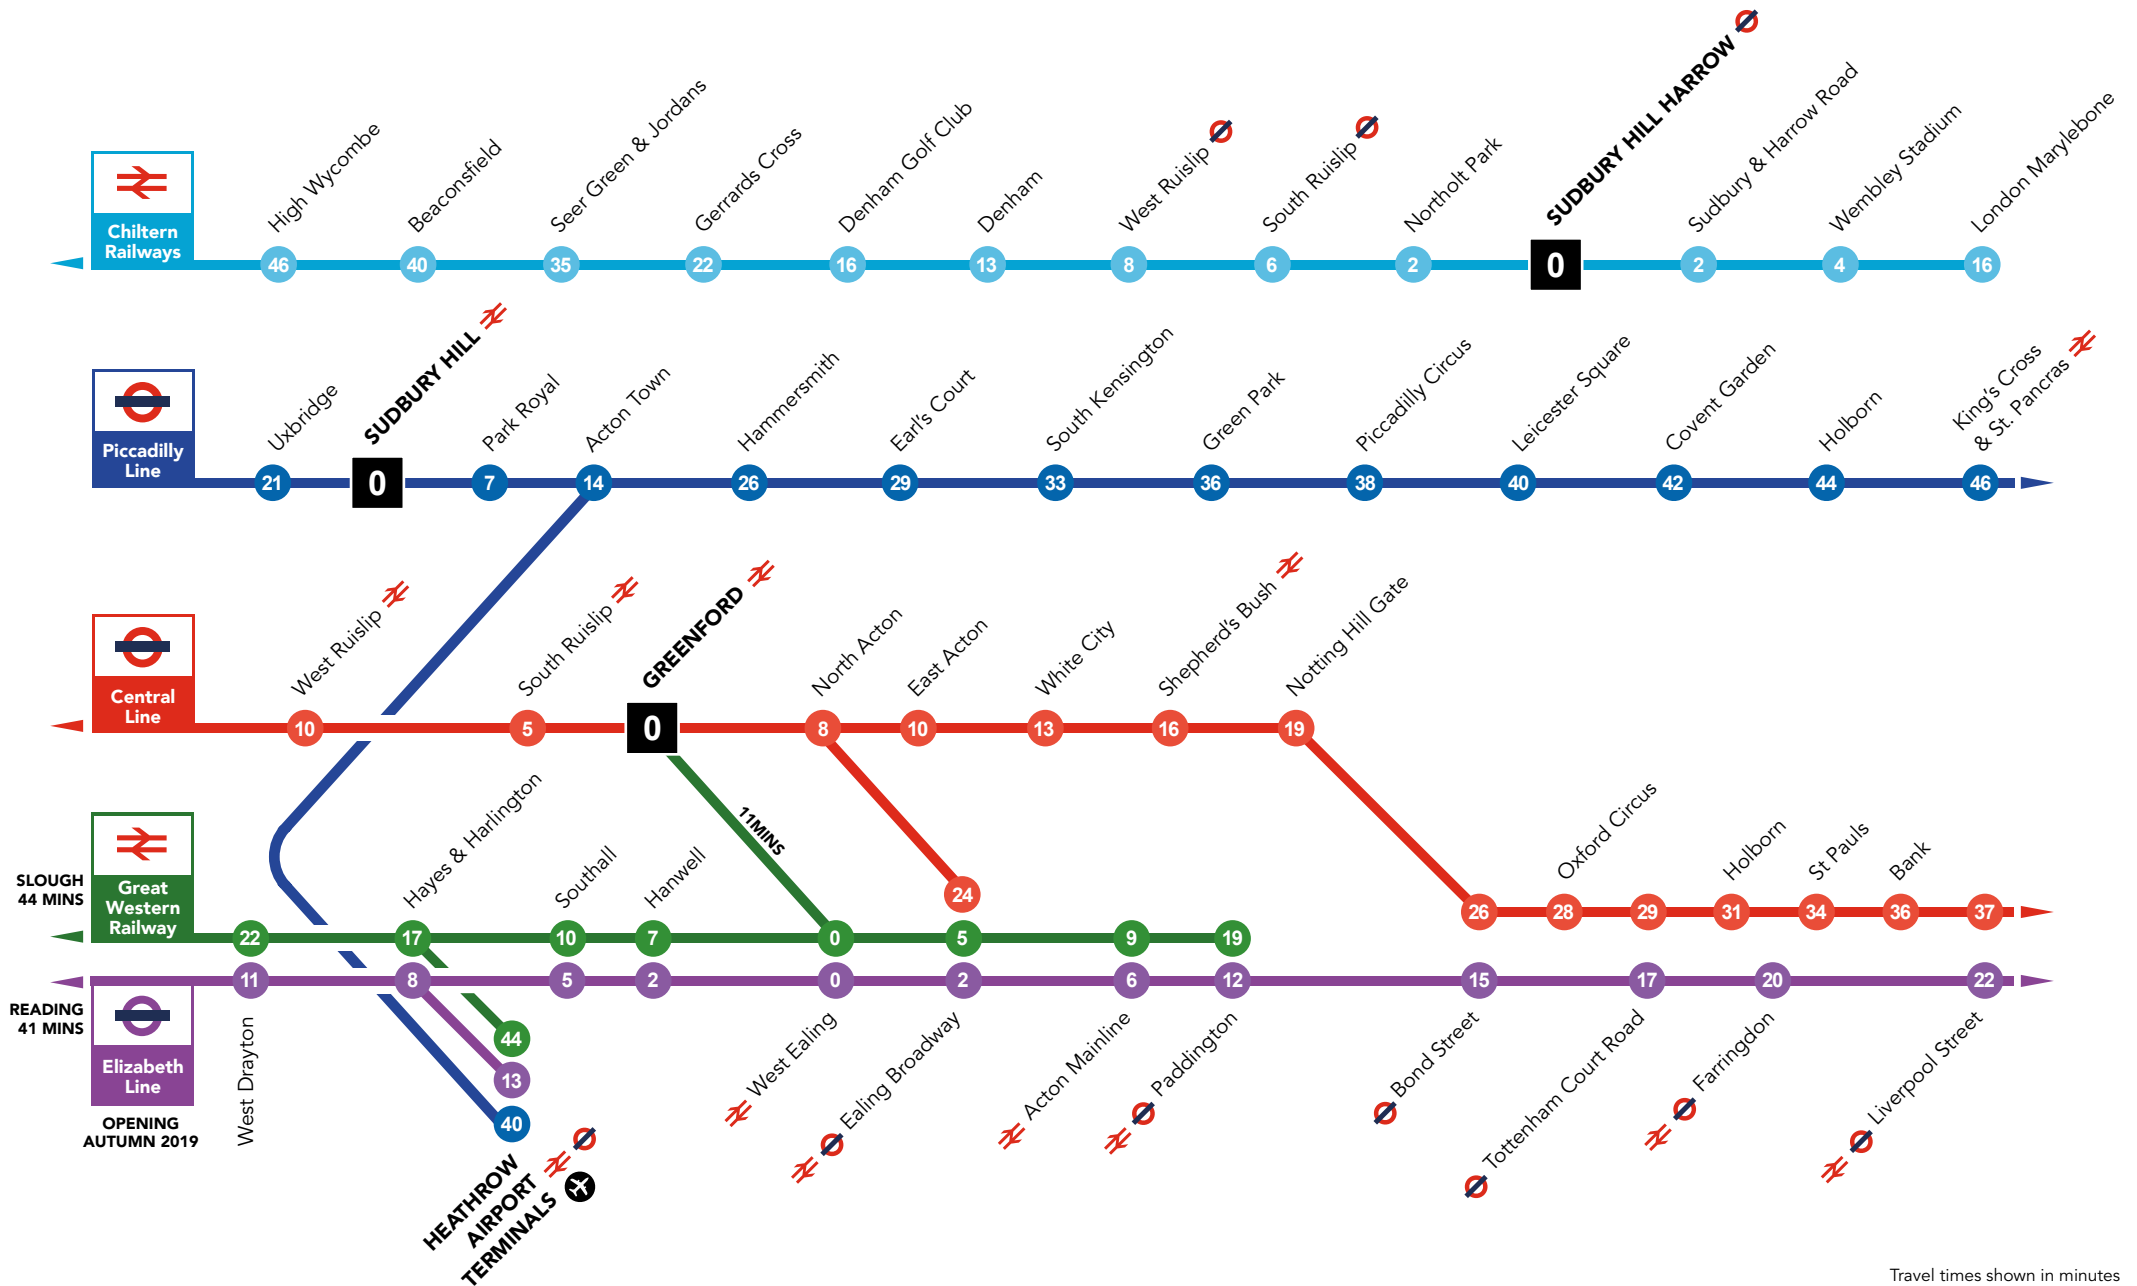 Chiltern
Railways
High Wycombe
Beaconsfield
Seer Green & Jordans
Gerrards Cross
Denham Golf Club
Denham
West Ruislip
South Ruislip
Northolt Park
SUDBURY HILL HARROW
Sudbury & Harrow Road
Wembley Stadium
London Marylebone
46 40 35 22 16 13 8 6 2 0 2 4 16
Piccadilly
Line
Uxbridge
SUDBURY HILL
Park Royal
Acton Town
Hammersmith
Earl's Court
South Kensington
Green Park
Piccadilly Circus
Leicester Square
Covent Garden
Holborn
King's Cross
& St. Pancras
21 0 7 14 26 29 33 36 38 40 42 44 46
Central
Line
West Ruislip
South Ruislip
GREENFORD
North Acton
East Acton
White City
Shepherd's Bush
Notting Hill Gate
10 5 0 8 10 13 16 19
11MINS
24
Oxford Circus
Holborn
St Pauls
Bank
26 28 29 31 34 36 37
SLOUGH
44 MINS
Great
Western
Railway
Hayes & Harlington
Southall
Hanwell
22 17 10 7 0 5 9 19
READING
41 MINS
11 8 5 2 0 2 6 12 15 17 20 22
Elizabeth
Line
OPENING
AUTUMN 2019
West Drayton
44
13
40
HEATHROW
AIRPORT
TERMINALS
West Ealing
Ealing Broadway
Acton Mainline
Paddington
Bond Street
Tottenham Court Road
Farringdon
Liverpool Street
Travel times shown in minutes